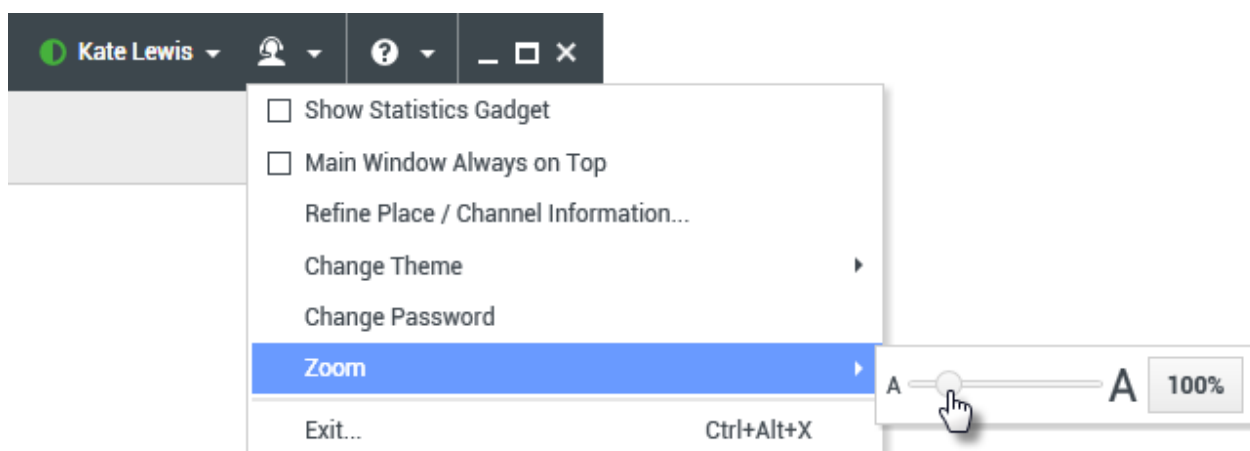 Kate Lewis
Show Statistics Gadget
Main Window Always on Top
Refine Place / Channel Information...
Change Theme
Change Password
Zoom
A A 100%
Exit... Ctrl+Alt+X